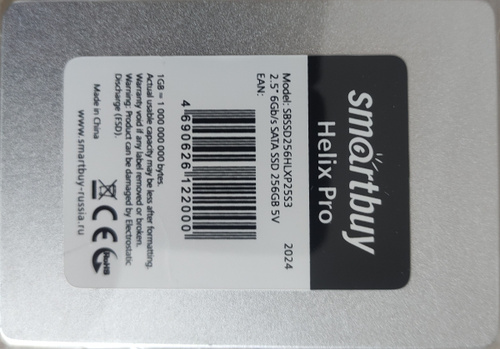 smartbuy
Helix Pro
Model: SBSSD256HLXP25S3 2024
2.5" 6Gb/s SATA SSD 256GB 5V
EAN:
4 690626 122000
1GB = 1 000 000 000 bytes.
Actual usable capacity may be less after formatting.
Warranty void if any label removed or broken.
Warning: Product can be damaged by Electrostatic
Discharge (ESD).
Made in China
CE RoHS
www.smartbuy-russia.ru